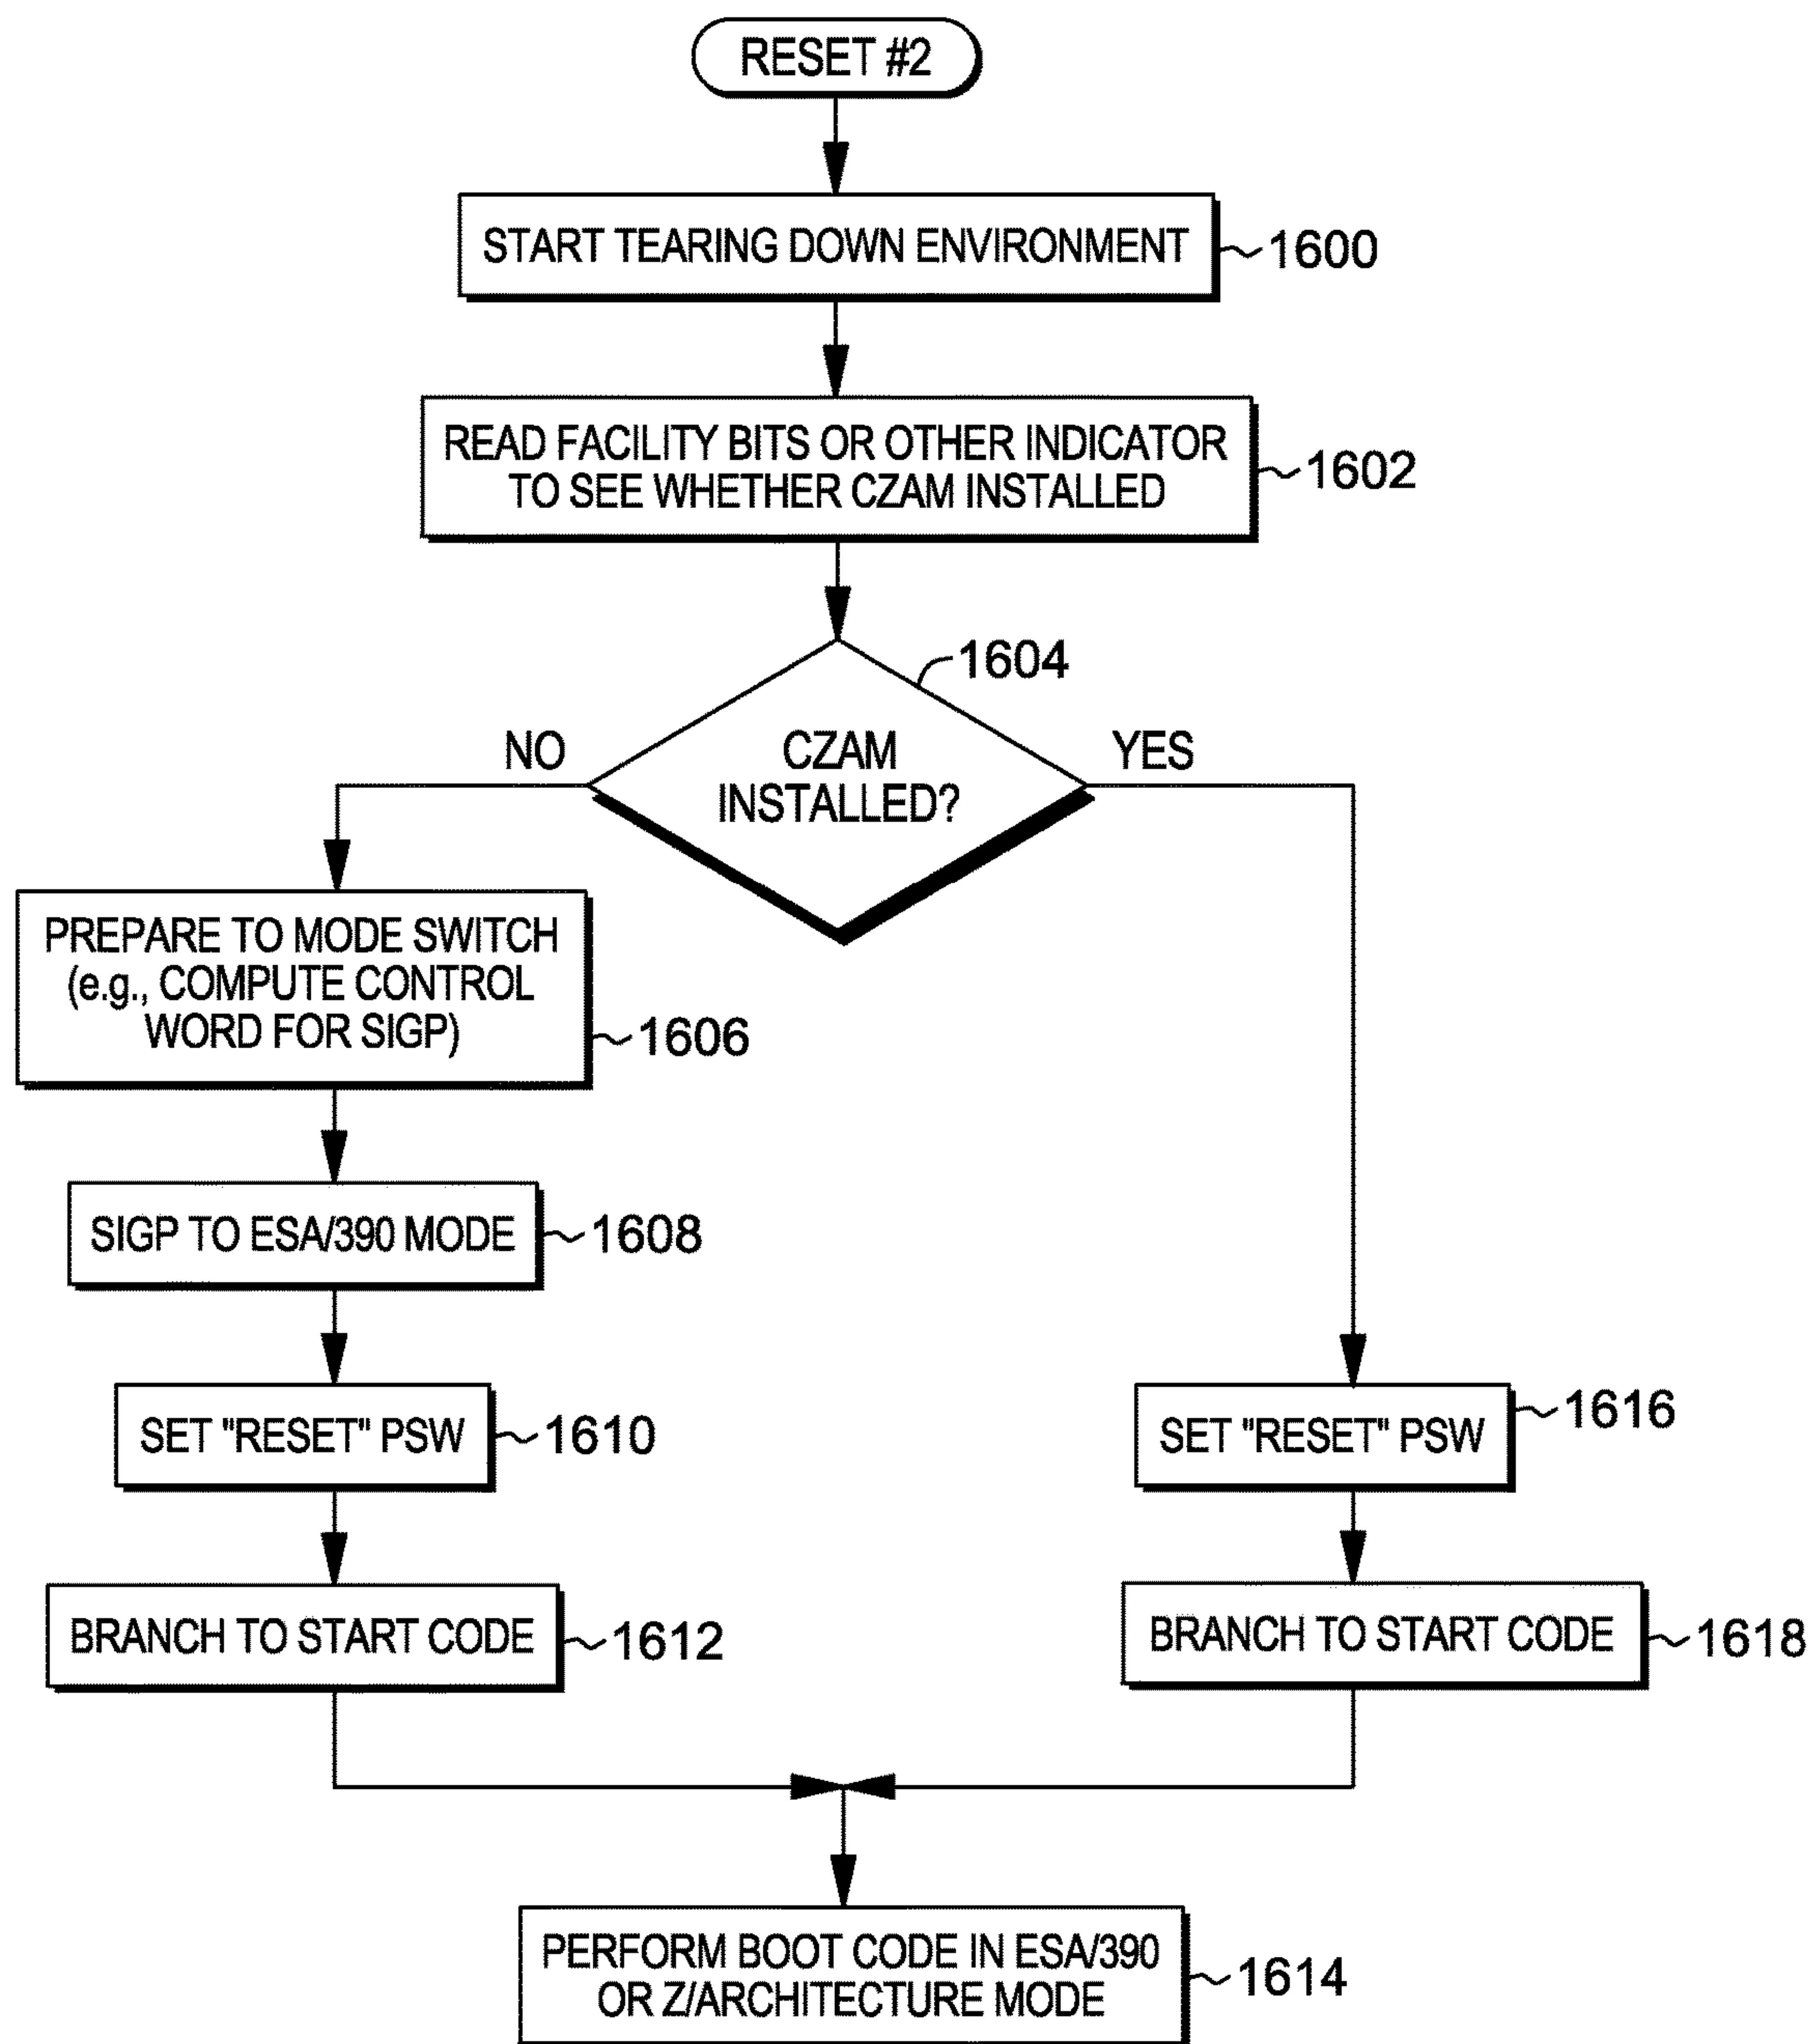 RESET #2
START TEARING DOWN ENVIRONMENT
1600
READ FACILITY BITS OR OTHER INDICATOR
TO SEE WHETHER CZAM INSTALLED
1602
1604
NO
CZAM
INSTALLED?
YES
PREPARE TO MODE SWITCH
(e.g., COMPUTE CONTROL
WORD FOR SIGP)
1606
SIGP TO ESA/390 MODE
1608
SET "RESET" PSW
1610
SET "RESET" PSW
1616
BRANCH TO START CODE
1612
BRANCH TO START CODE
1618
PERFORM BOOT CODE IN ESA/390
OR Z/ARCHITECTURE MODE
1614